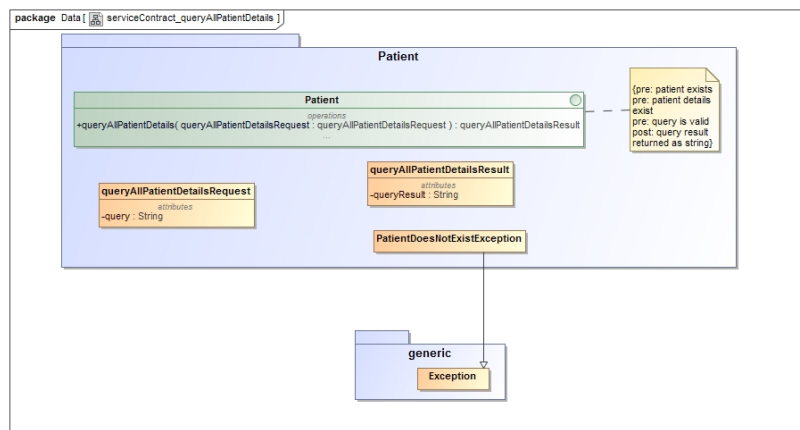 package Data [ serviceContract_queryAllPatientDetails ]
Patient
Patient
operations
+queryAllPatientDetails( queryAllPatientDetailsRequest : queryAllPatientDetailsRequest ) : queryAllPatientDetailsResult
...
{pre: patient exists
pre: patient details
exist
pre: query is valid
post: query result
returned as string}
queryAllPatientDetailsResult
attributes
-queryResult : String
queryAllPatientDetailsRequest
attributes
-query : String
PatientDoesNotExistException
generic
Exception